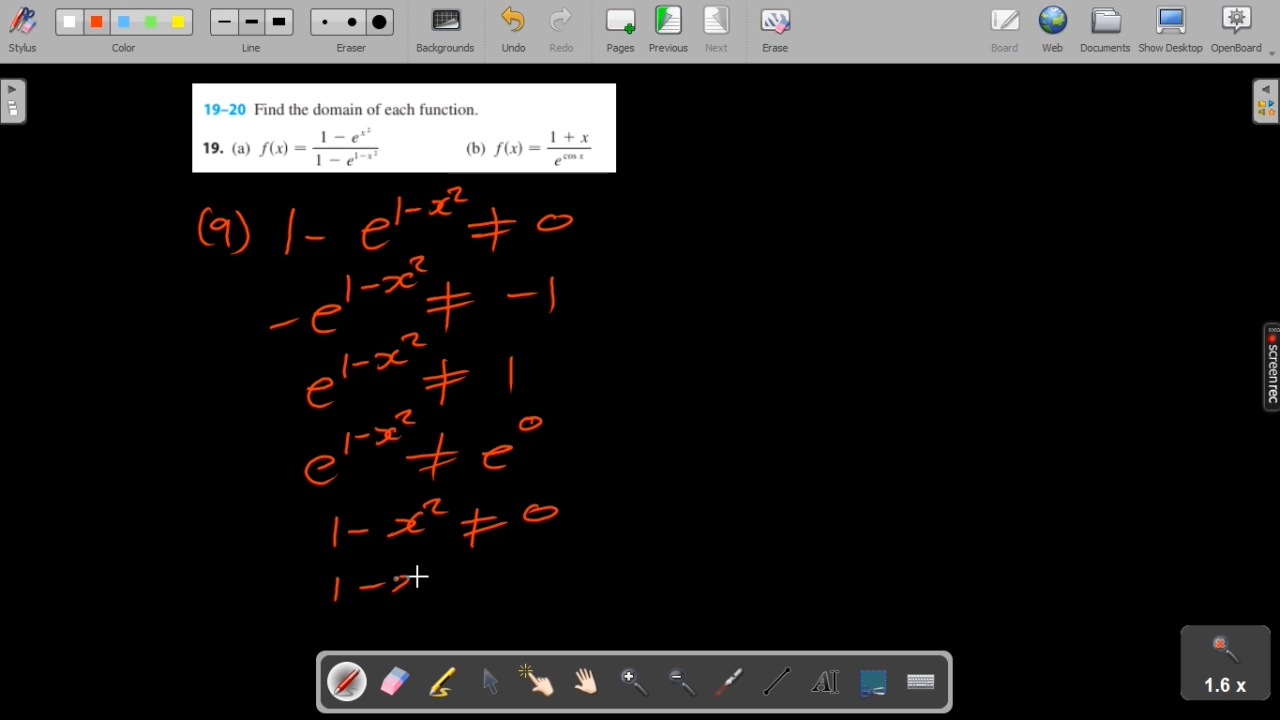 Stylus Color Line Eraser Backgrounds Undo Redo Pages Previous Next Erase Board Web Documents Show Desktop OpenBoard
19–20 Find the domain of each function.
19. (a) f(x) = (1 − e^{x²})/(1 − e^{1−x²}) (b) f(x) = (1 + x)/(e^{cos x})
(a) 1 - e^{1-x²} ≠ 0
- e^{1-x²} ≠ -1
e^{1-x²} ≠ 1
e^{1-x²} ≠ e^0
1 - x² ≠ 0
1 -
screenrec
AI
1.6 x